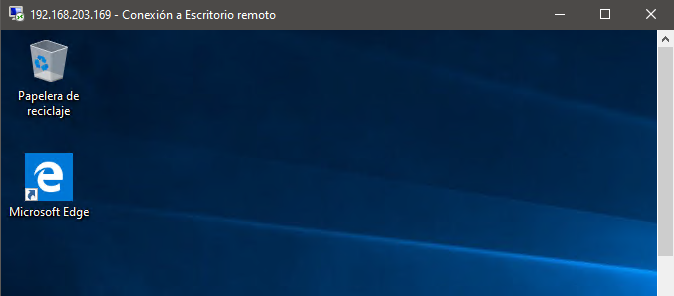 192.168.203.169 - Conexión a Escritorio remoto
Papelera de
reciclaje
Microsoft Edge